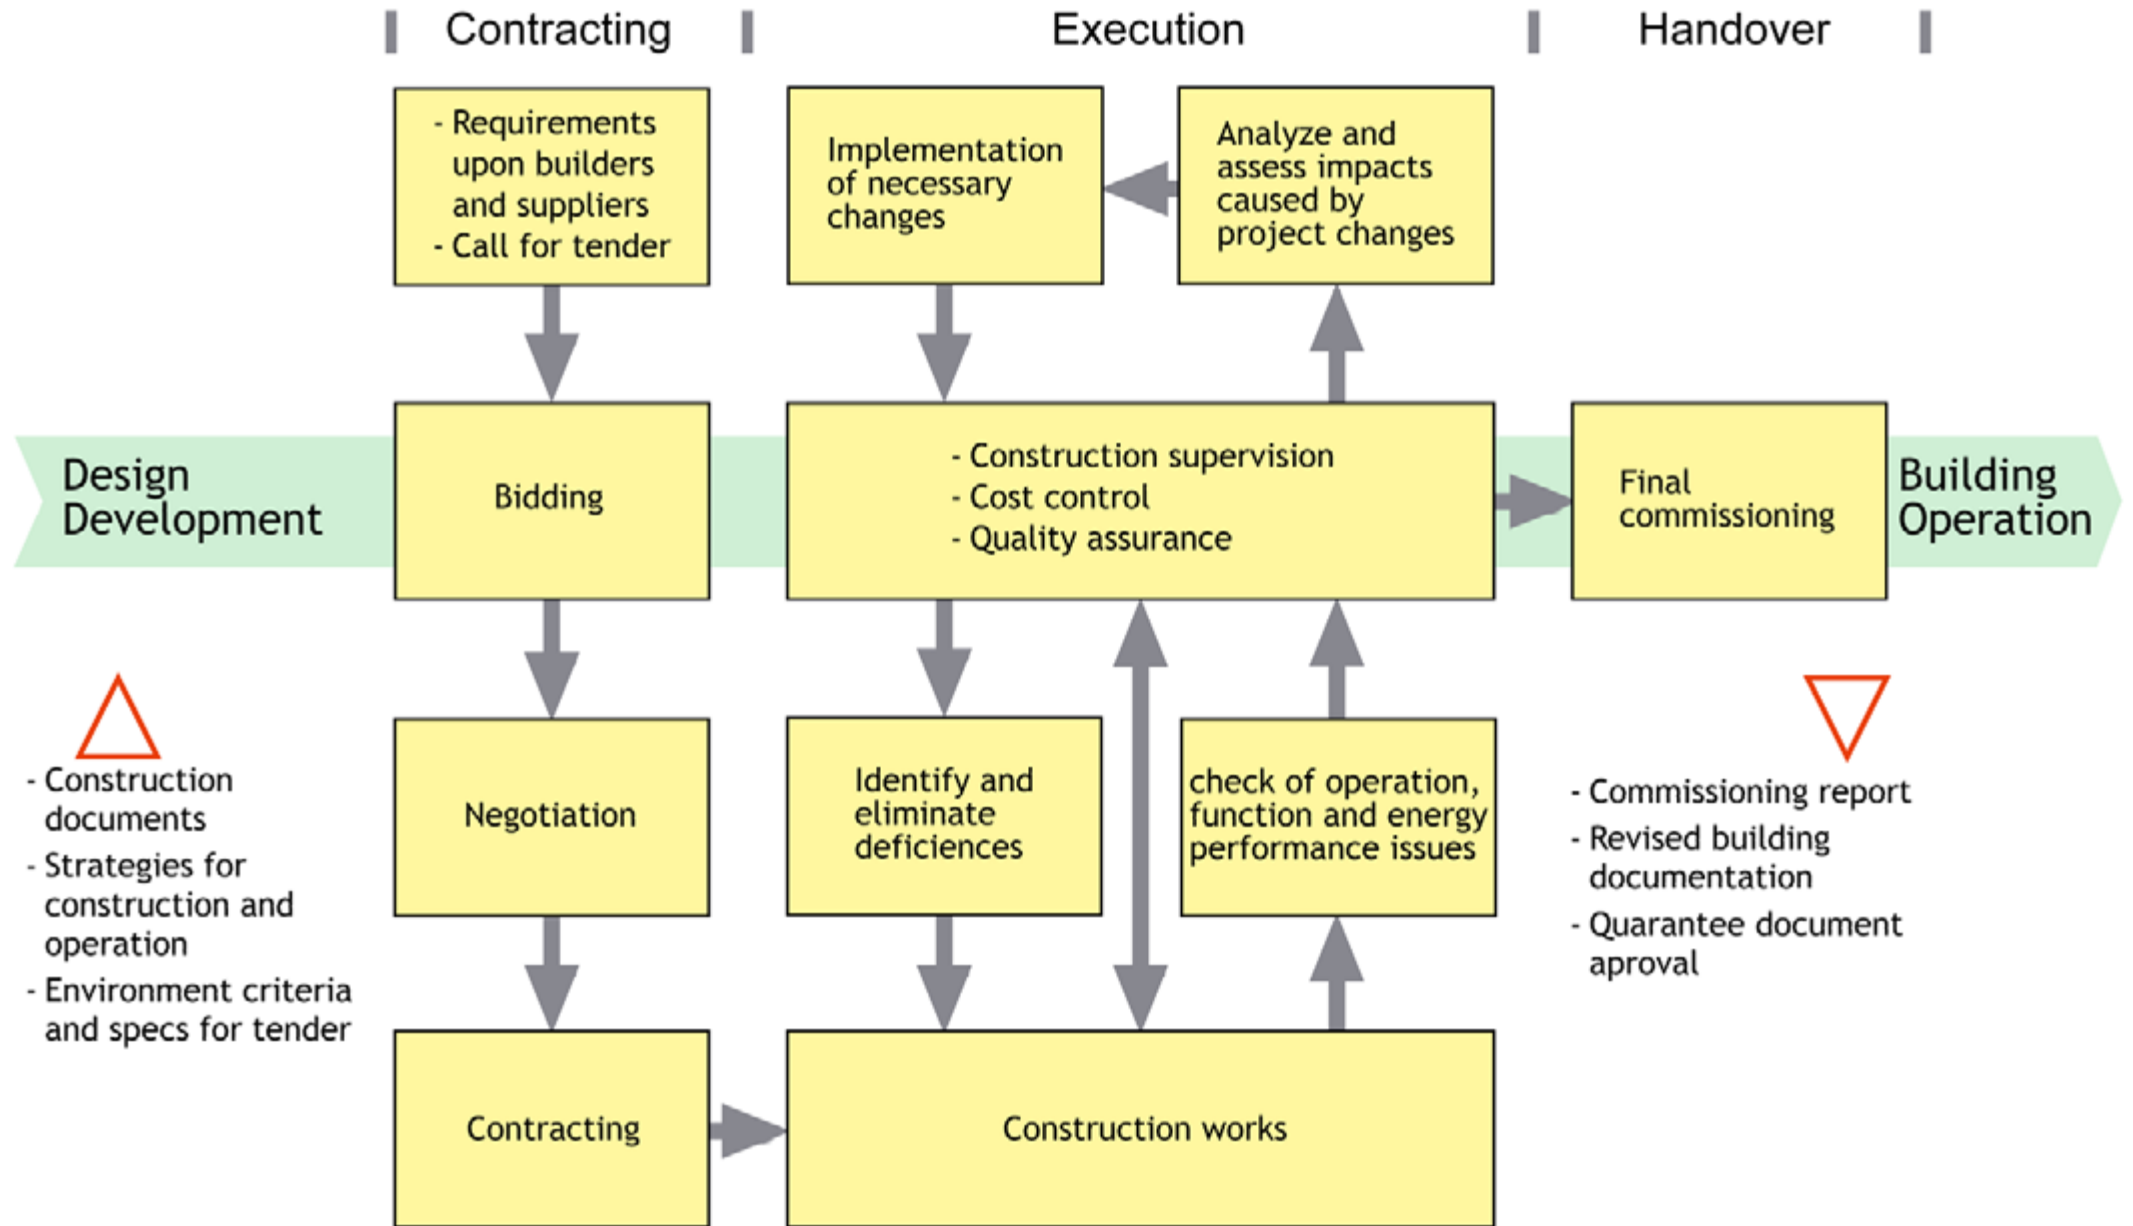 Contracting
Execution
Handover
- Requirements
upon builders
and suppliers
- Call for tender
Implementation
of necessary
changes
Analyze and
assess impacts
caused by
project changes
Design
Development
Bidding
- Construction supervision
- Cost control
- Quality assurance
Final
commissioning
Building
Operation
- Construction
documents
- Strategies for
construction and
operation
- Environment criteria
and specs for tender
Negotiation
Identify and
eliminate
deficiences
check of operation,
function and energy
performance issues
- Commissioning report
- Revised building
documentation
- Quarantee document
aproval
Contracting
Construction works